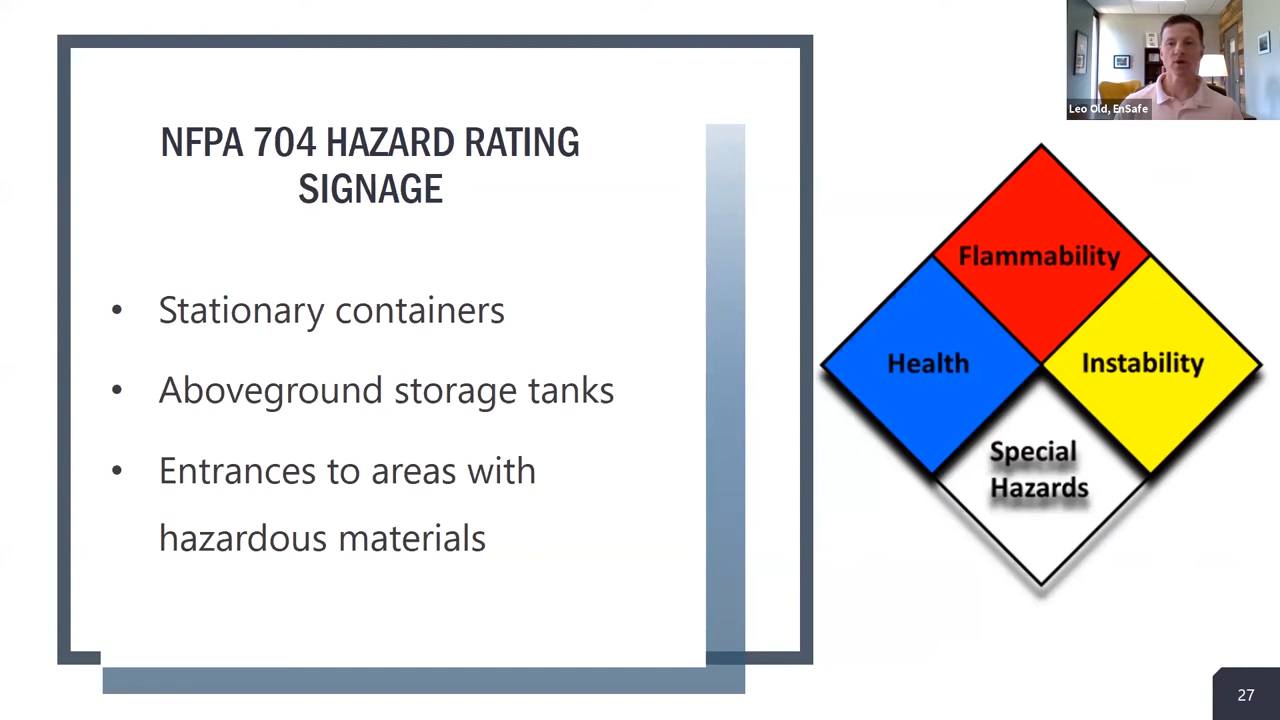 NFPA 704 HAZARD RATING
SIGNAGE
• Stationary containers
• Aboveground storage tanks
• Entrances to areas with
hazardous materials
Leo Old, EnSafe
Flammability
Health
Instability
Special
Hazards
27